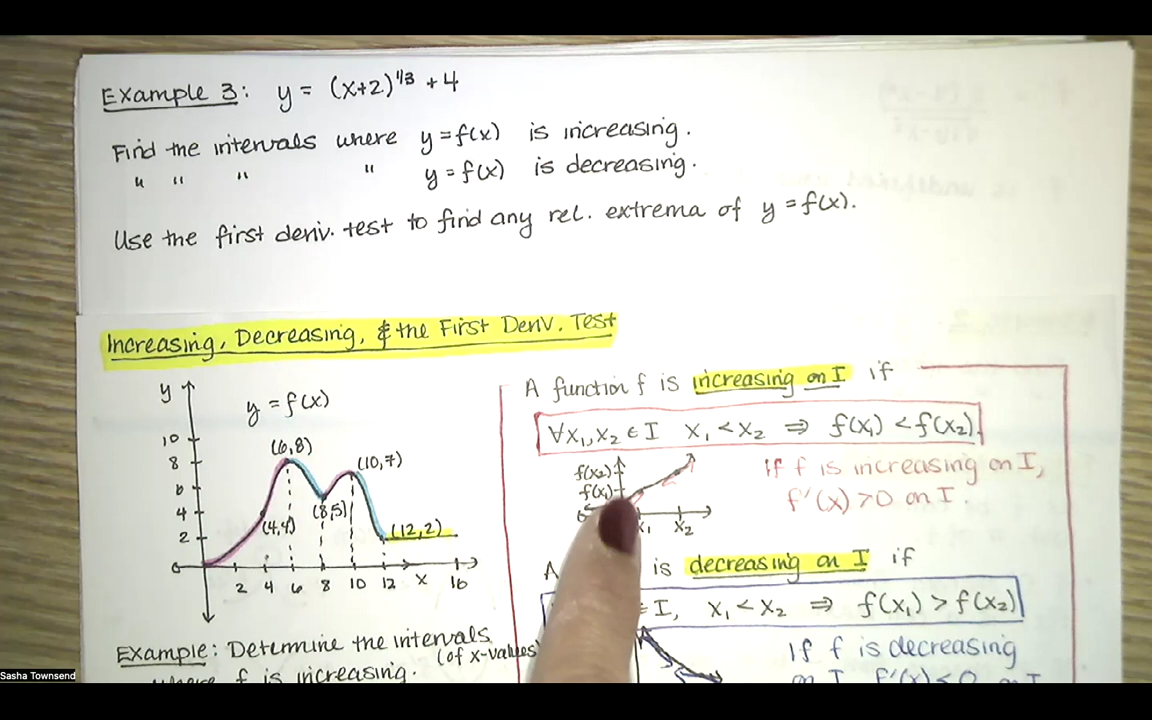 Example 3: y = (x+2)^1/3 + 4
Find the intervals where y = f(x) is increasing.
" " " " y = f(x) is decreasing.
Use the first deriv. test to find any rel. extrema of y = f(x).
Increasing, Decreasing, & the First Deriv. Test
y
y = f(x)
10
8
6
4
2
0
(6,8)
(10,7)
(4,4)
(8,5)
(12,2)
2 4 6 8 10 12 x 16
Example: Determine the intervals
(of x-values)
where f is increasing.
A function f is increasing on I if
∀x₁,x₂ ∈ I x₁ < x₂ ⇒ f(x₁) < f(x₂).
f(x₂)
f(x₁)
x₁ x₂
If f is increasing on I,
f'(x) > 0 on I.
A is decreasing on I if
∈ I, x₁ < x₂ ⇒ f(x₁) > f(x₂)
If f is decreasing
on I, f'(x) < 0 on I
Sasha Townsend